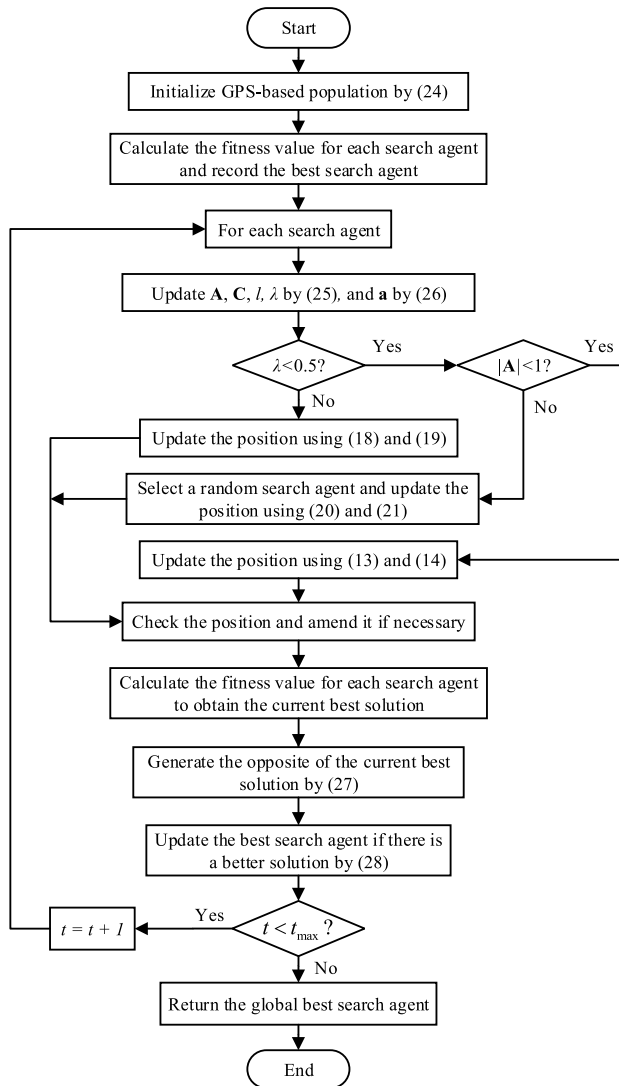 Start
Initialize GPS-based population by (24)
Calculate the fitness value for each search agent
and record the best search agent
For each search agent
Update A, C, l, λ by (25), and a by (26)
λ<0.5?
Yes
|A|<1?
Yes
No
No
Update the position using (18) and (19)
Select a random search agent and update the
position using (20) and (21)
Update the position using (13) and (14)
Check the position and amend it if necessary
Calculate the fitness value for each search agent
to obtain the current best solution
Generate the opposite of the current best
solution by (27)
Update the best search agent if there is
a better solution by (28)
t < tmax ?
Yes
t = t + 1
No
Return the global best search agent
End